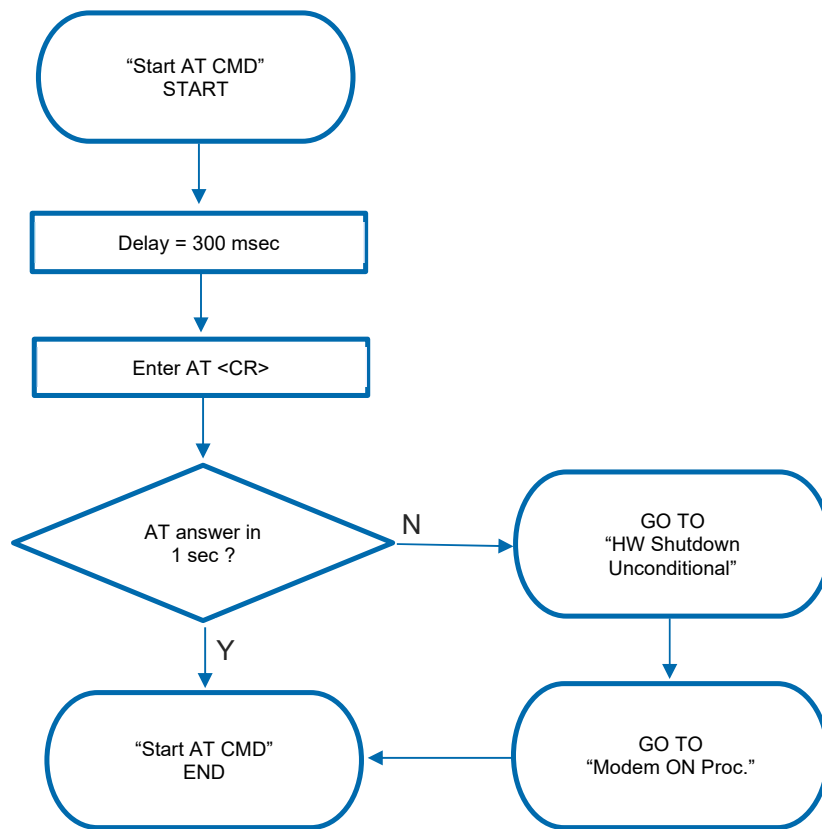 “Start AT CMD”
START
Delay = 300 msec
Enter AT <CR>
AT answer in
1 sec ?
N
GO TO
“HW Shutdown
Unconditional”
Y
“Start AT CMD”
END
GO TO
“Modem ON Proc.”